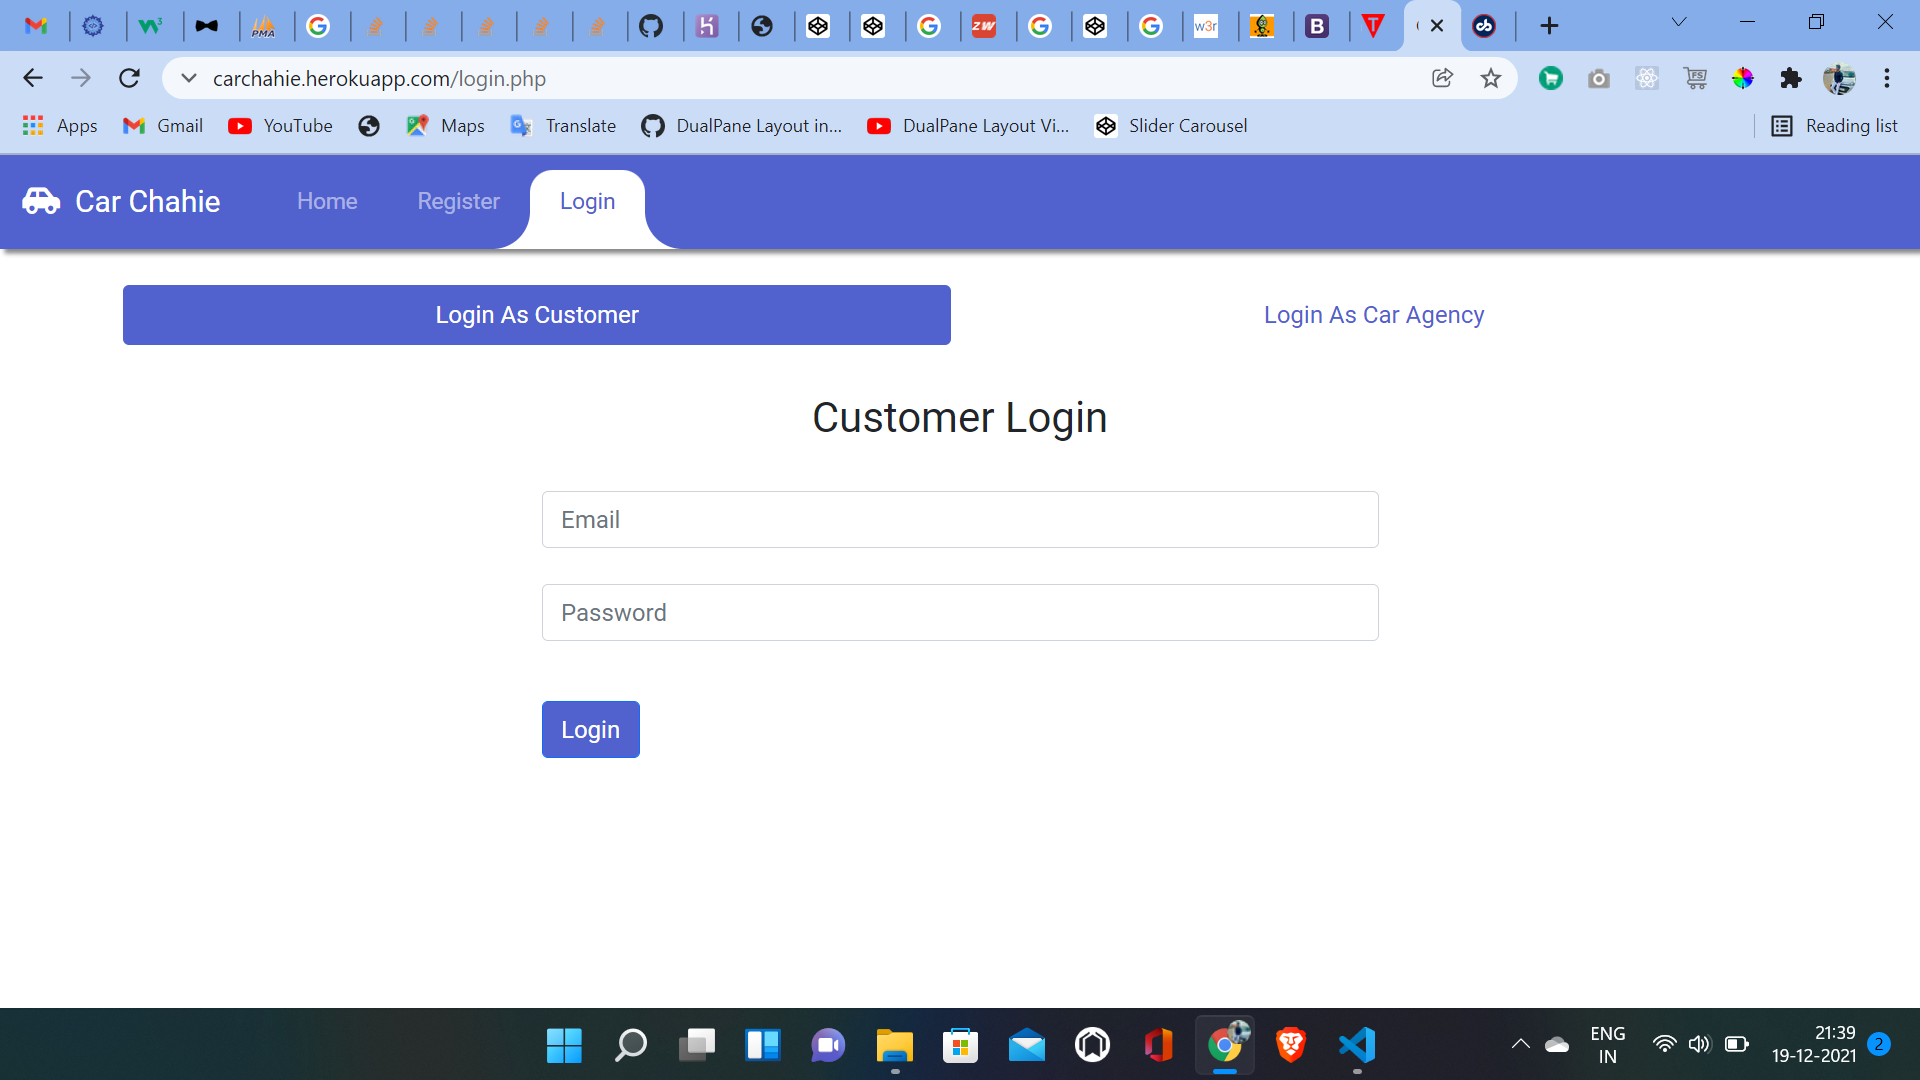 carchahie.herokuapp.com/login.php
Apps Gmail YouTube Maps Translate DualPane Layout in... DualPane Layout Vi... Slider Carousel Reading list
Car Chahie Home Register Login
Login As Customer Login As Car Agency
Customer Login
Email
Password
Login
ENG
IN
21:39
19-12-2021
2